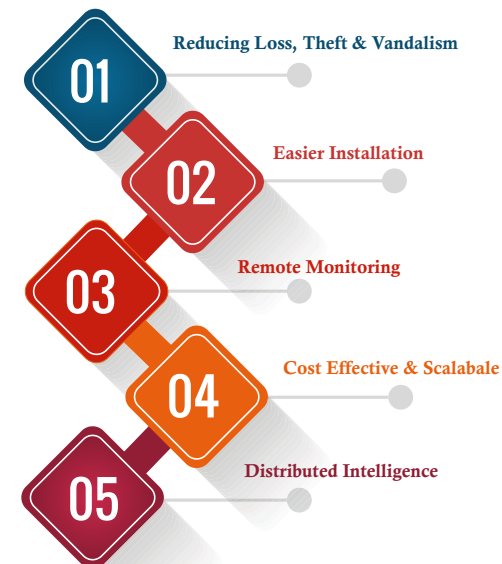 01
Reducing Loss, Theft & Vandalism
02
Easier Installation
03
Remote Monitoring
04
Cost Effective & Scalabale
05
Distributed Intelligence